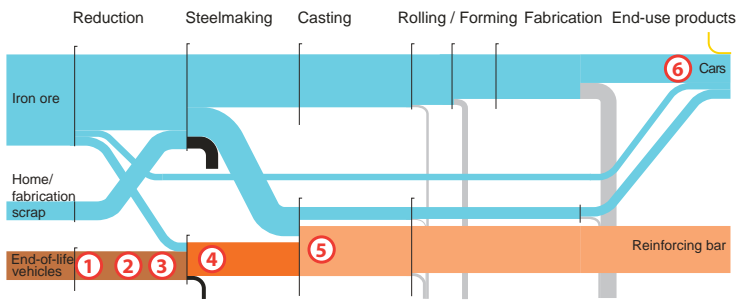 Reduction Steelmaking Casting Rolling / Forming Fabrication End-use products
6 Cars
Iron ore
Home/
fabrication
scrap
Reinforcing bar
End-of-life
vehicles
1 2 3 4 5